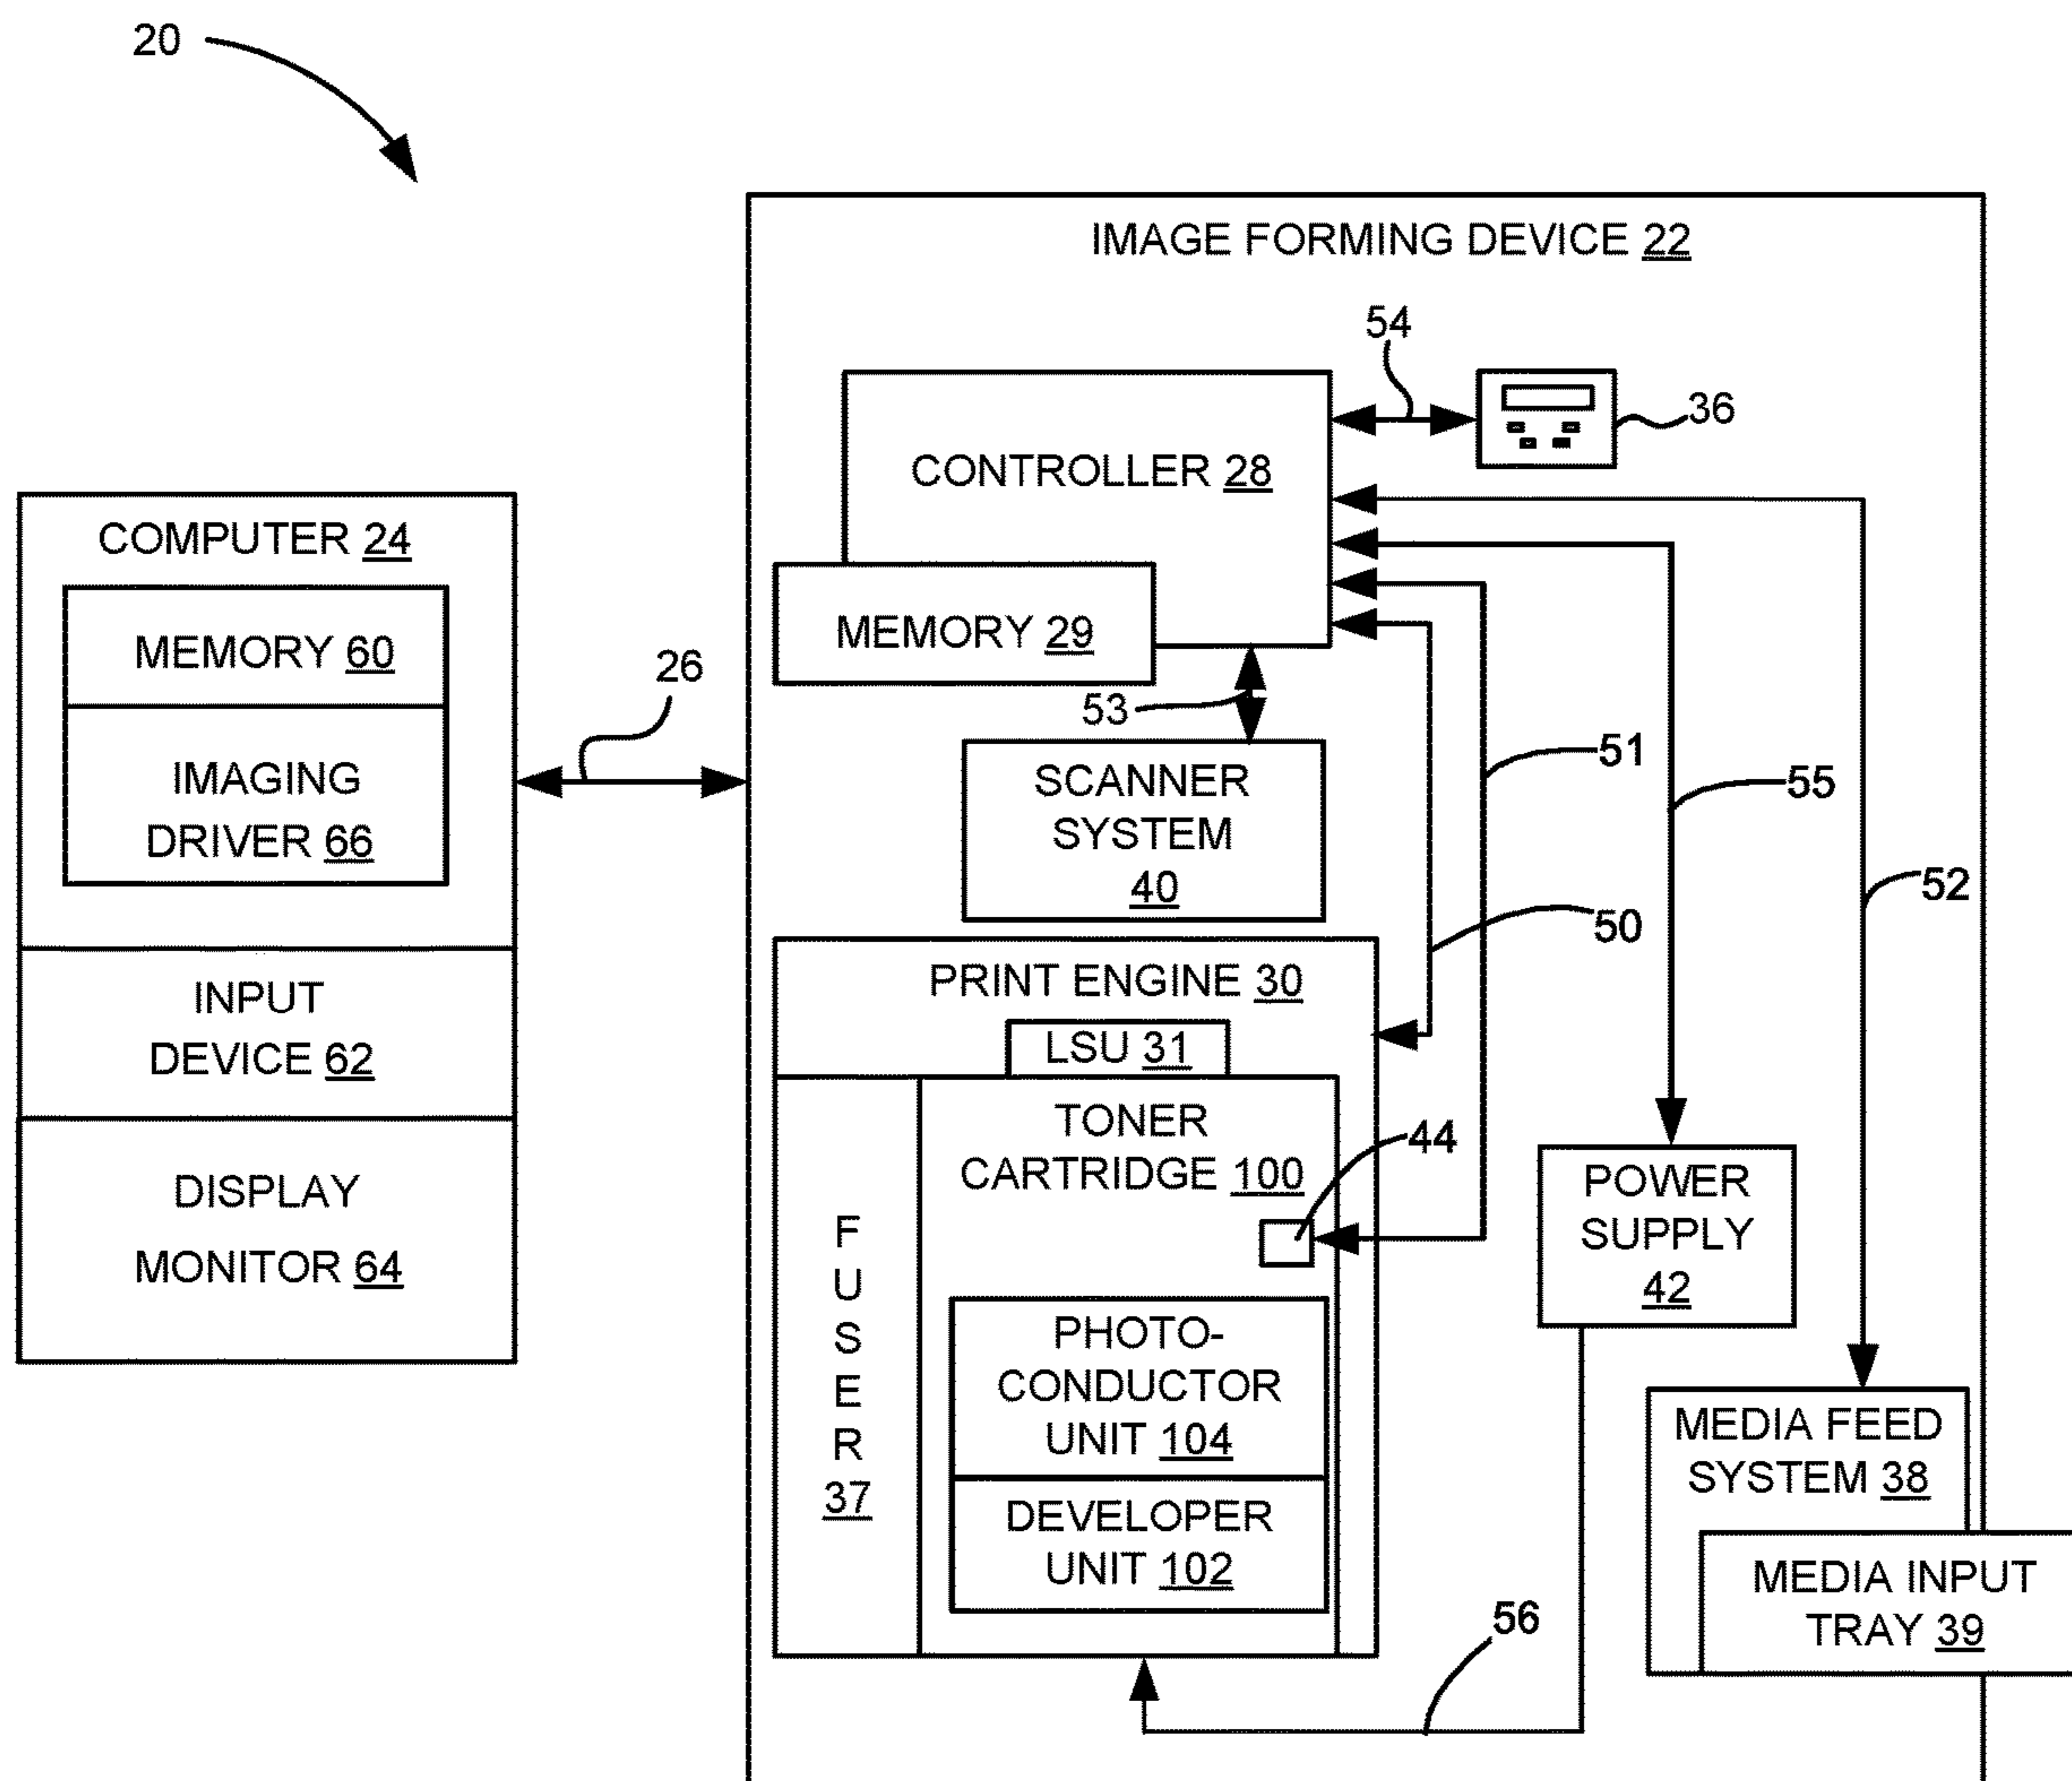 20
IMAGE FORMING DEVICE 22
54
36
CONTROLLER 28
MEMORY 29
53
SCANNER
SYSTEM
40
COMPUTER 24
MEMORY 60
IMAGING
DRIVER 66
INPUT
DEVICE 62
DISPLAY
MONITOR 64
26
51
55
52
50
PRINT ENGINE 30
LSU 31
TONER
CARTRIDGE 100
44
F
U
S
E
R
37
PHOTO-
CONDUCTOR
UNIT 104
DEVELOPER
UNIT 102
POWER
SUPPLY
42
MEDIA FEED
SYSTEM 38
MEDIA INPUT
TRAY 39
56